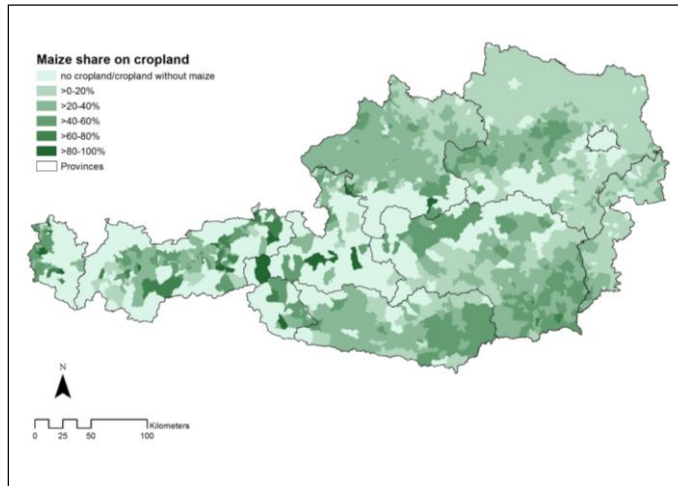 Maize share on cropland
no cropland/cropland without maize
>0-20%
>20-40%
>40-60%
>60-80%
>80-100%
Provinces
N
Kilometers
0 25 50 100